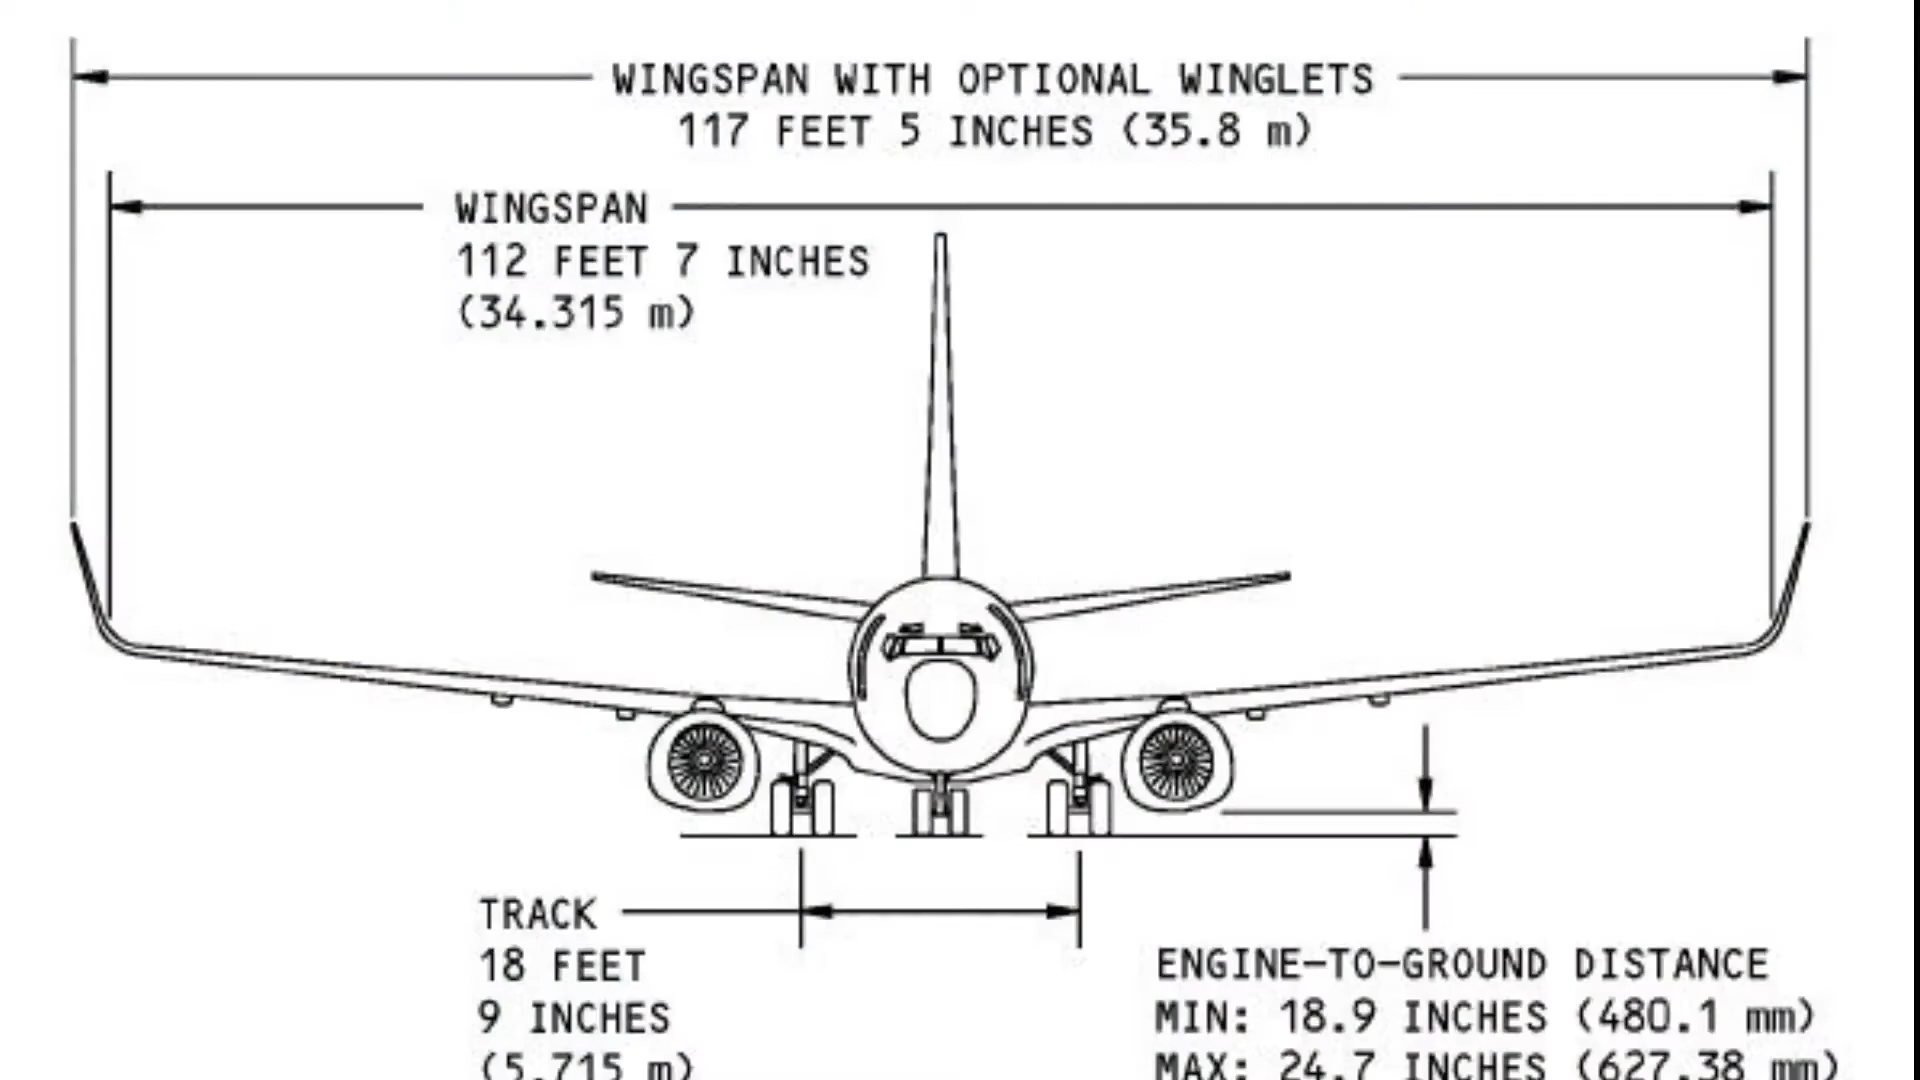 WINGSPAN WITH OPTIONAL WINGLETS
117 FEET 5 INCHES (35.8 m)
WINGSPAN
112 FEET 7 INCHES
(34.315 m)
TRACK
18 FEET
9 INCHES
(5.715 m)
ENGINE-TO-GROUND DISTANCE
MIN: 18.9 INCHES (480.1 mm)
MAX: 24.7 INCHES (627.38 mm)